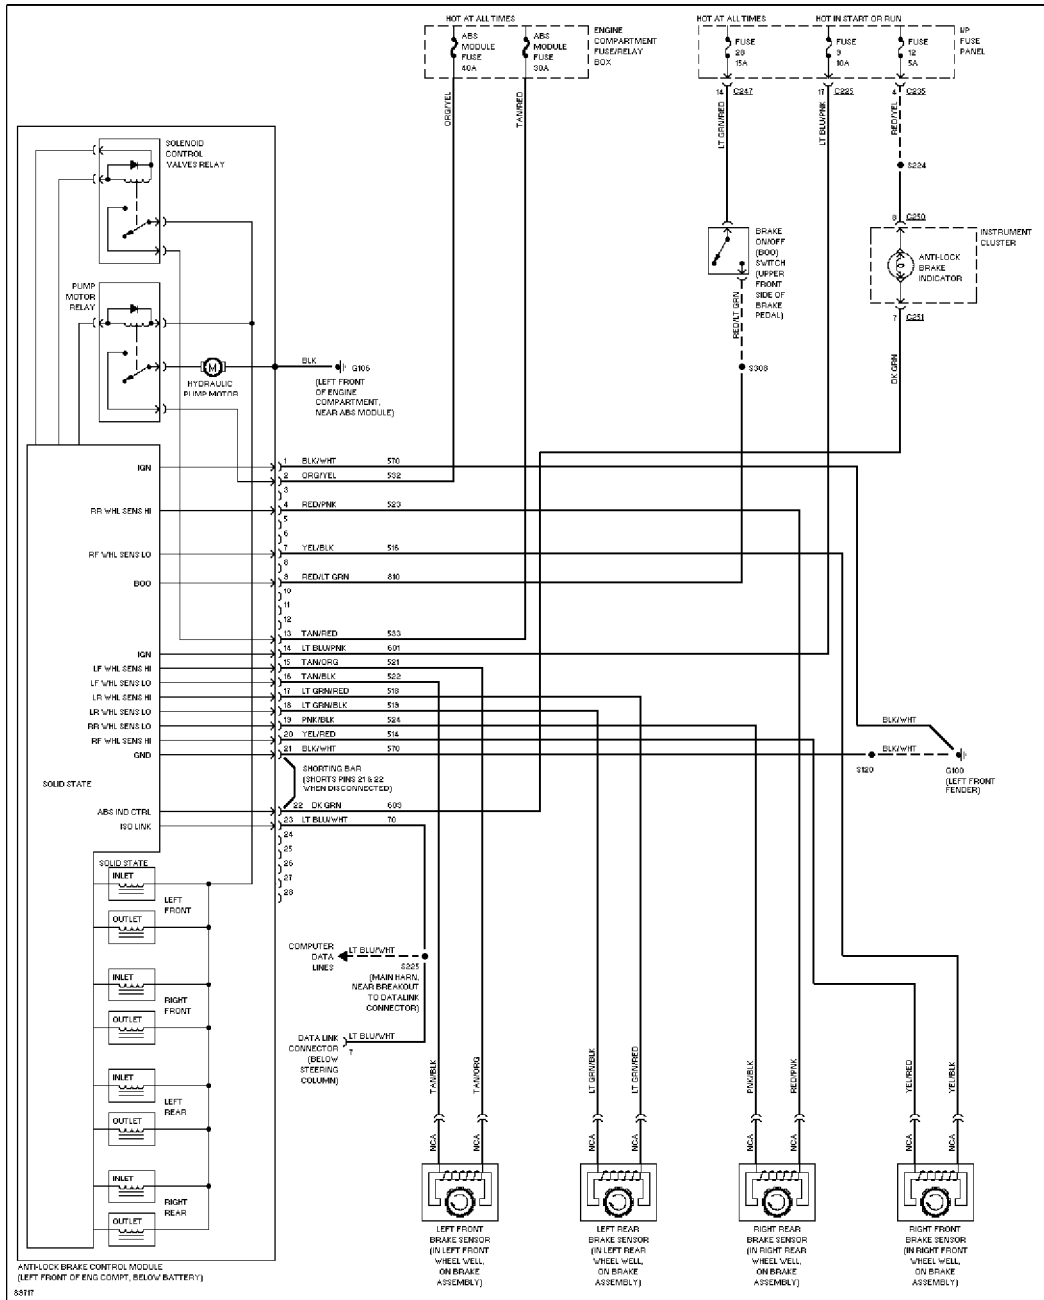 HOT AT ALL TIMES
ABS
MODULE
FUSE
40A
ABS
MODULE
FUSE
30A
ENGINE
COMPARTMENT
FUSE/RELAY
BOX
HOT AT ALL TIMES
HOT IN START OR RUN
FUSE
28
15A
FUSE
9
10A
FUSE
12
5A
I/P
FUSE
PANEL
14
C247
17
C225
4
C235
ORG/YEL
TAN/RED
LT GRN/RED
LT BLU/PNK
RED/YEL
S224
8
C250
SOLENOID
CONTROL
VALVES RELAY
BRAKE
ON/OFF
(BOO)
SWITCH
(UPPER
FRONT
SIDE OF
BRAKE
PEDAL)
INSTRUMENT
CLUSTER
ANTI-LOCK
BRAKE
INDICATOR
7
C251
RED/LT GRN
DK GRN
S308
PUMP
MOTOR
RELAY
M
HYDRAULIC
PUMP MOTOR
BLK
G105
(LEFT FRONT
OF ENGINE
COMPARTMENT,
NEAR ABS MODULE)
IGN
1
BLK/WHT
570
2
ORG/YEL
532
3
RR WHL SENS HI
4
RED/PNK
523
5
6
RF WHL SENS LO
7
YEL/BLK
516
8
BOO
9
RED/LT GRN
810
10
11
12
13
TAN/RED
533
IGN
14
LT BLU/PNK
601
LF WHL SENS HI
15
TAN/ORG
521
LF WHL SENS LO
16
TAN/BLK
522
LR WHL SENS HI
17
LT GRN/RED
518
LR WHL SENS LO
18
LT GRN/BLK
519
RR WHL SENS LO
19
PNK/BLK
524
RF WHL SENS HI
20
YEL/RED
514
GND
21
BLK/WHT
570
BLK/WHT
S120
BLK/WHT
G100
(LEFT FRONT
FENDER)
SHORTING BAR
(SHORTS PINS 21 & 22
WHEN DISCONNECTED)
SOLID STATE
ABS IND CTRL
22
DK GRN
603
ISO LINK
23
LT BLU/WHT
70
24
25
26
27
28
SOLID STATE
INLET
LEFT
FRONT
OUTLET
INLET
RIGHT
FRONT
OUTLET
INLET
LEFT
REAR
OUTLET
INLET
RIGHT
REAR
OUTLET
COMPUTER
DATA
LINES
LT BLU/WHT
S225
(MAIN HARN,
NEAR BREAKOUT
TO DATALINK
CONNECTOR)
DATA LINK
CONNECTOR
(BELOW
STEERING
COLUMN)
LT BLU/WHT
7
TAN/BLK
TAN/ORG
LT GRN/BLK
LT GRN/RED
PNK/BLK
RED/PNK
YEL/RED
YEL/BLK
NCA
NCA
NCA
NCA
NCA
NCA
NCA
NCA
LEFT FRONT
BRAKE SENSOR
(IN LEFT FRONT
WHEEL WELL,
ON BRAKE
ASSEMBLY)
LEFT REAR
BRAKE SENSOR
(IN LEFT REAR
WHEEL WELL,
ON BRAKE
ASSEMBLY)
RIGHT REAR
BRAKE SENSOR
(IN RIGHT REAR
WHEEL WELL,
ON BRAKE
ASSEMBLY)
RIGHT FRONT
BRAKE SENSOR
(IN RIGHT FRONT
WHEEL WELL,
ON BRAKE
ASSEMBLY)
ANTI-LOCK BRAKE CONTROL MODULE
(LEFT FRONT OF ENG COMPT, BELOW BATTERY)